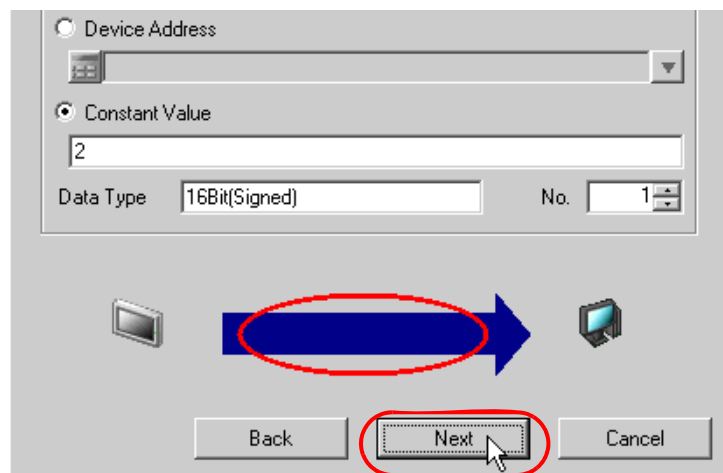 Device Address
Constant Value
2
Data Type 16Bit(Signed) No. 1
Back Next Cancel